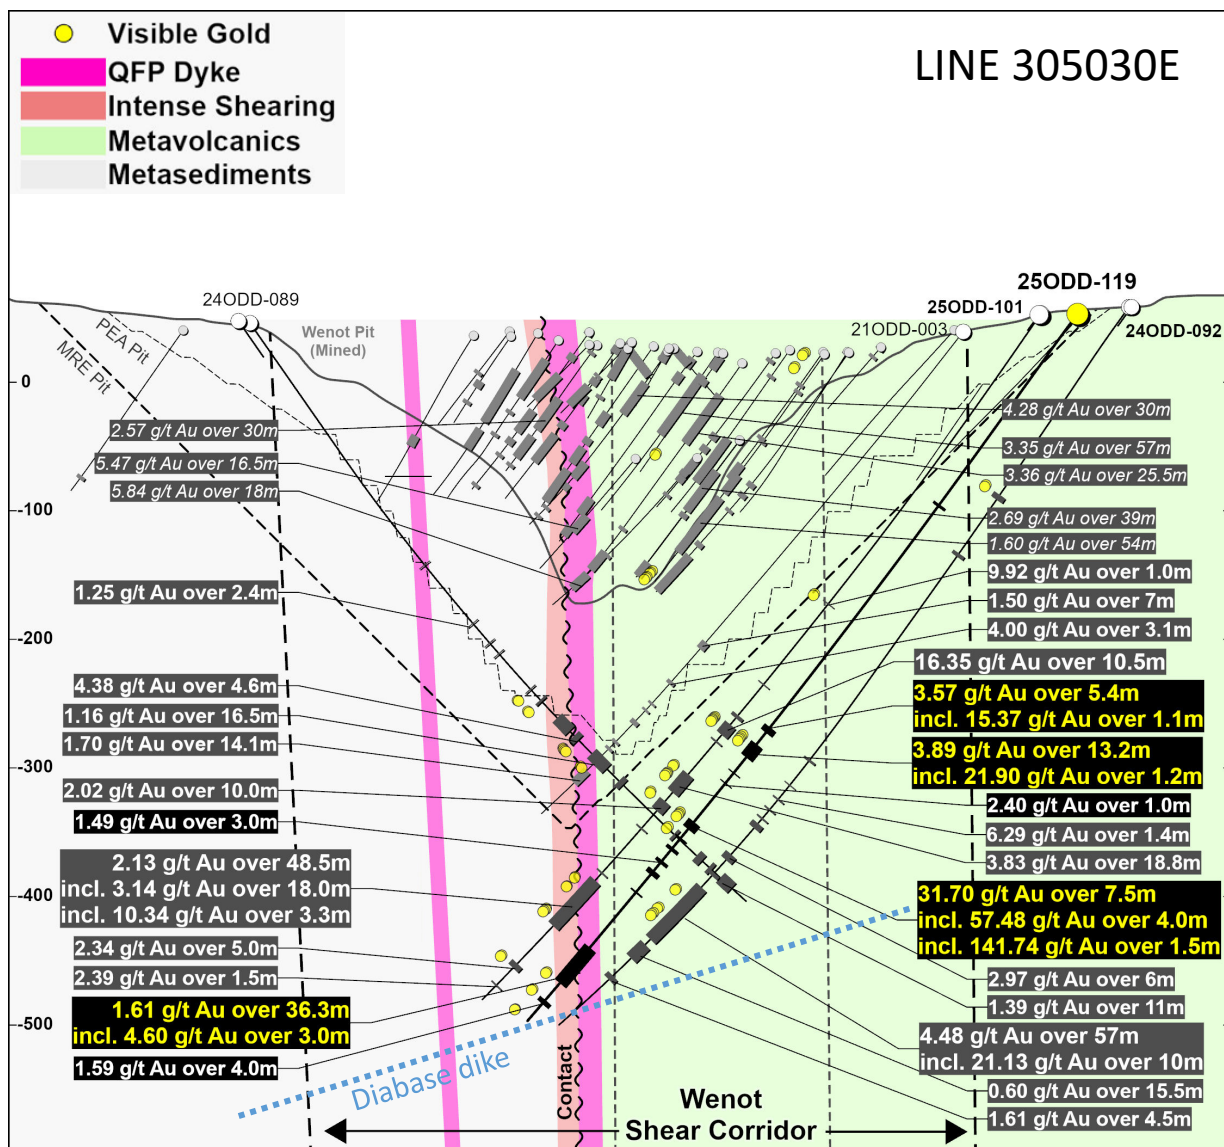 Visible Gold
QFP Dyke
Intense Shearing
Metavolcanics
Metasediments
LINE 305030E
24ODD-089
25ODD-119
25ODD-101
21ODD-003
24ODD-092
Wenot Pit
(Mined)
PEA Pit
MRE Pit
0
-100
-200
-300
-400
-500
2.57 g/t Au over 30m
5.47 g/t Au over 16.5m
5.84 g/t Au over 18m
1.25 g/t Au over 2.4m
4.38 g/t Au over 4.6m
1.16 g/t Au over 16.5m
1.70 g/t Au over 14.1m
2.02 g/t Au over 10.0m
1.49 g/t Au over 3.0m
2.13 g/t Au over 48.5m
incl. 3.14 g/t Au over 18.0m
incl. 10.34 g/t Au over 3.3m
2.34 g/t Au over 5.0m
2.39 g/t Au over 1.5m
1.61 g/t Au over 36.3m
incl. 4.60 g/t Au over 3.0m
1.59 g/t Au over 4.0m
4.28 g/t Au over 30m
3.35 g/t Au over 57m
3.36 g/t Au over 25.5m
2.69 g/t Au over 39m
1.60 g/t Au over 54m
9.92 g/t Au over 1.0m
1.50 g/t Au over 7m
4.00 g/t Au over 3.1m
16.35 g/t Au over 10.5m
3.57 g/t Au over 5.4m
incl. 15.37 g/t Au over 1.1m
3.89 g/t Au over 13.2m
incl. 21.90 g/t Au over 1.2m
2.40 g/t Au over 1.0m
6.29 g/t Au over 1.4m
3.83 g/t Au over 18.8m
31.70 g/t Au over 7.5m
incl. 57.48 g/t Au over 4.0m
incl. 141.74 g/t Au over 1.5m
2.97 g/t Au over 6m
1.39 g/t Au over 11m
4.48 g/t Au over 57m
incl. 21.13 g/t Au over 10m
0.60 g/t Au over 15.5m
1.61 g/t Au over 4.5m
Diabase dike
Contact
Wenot
Shear Corridor